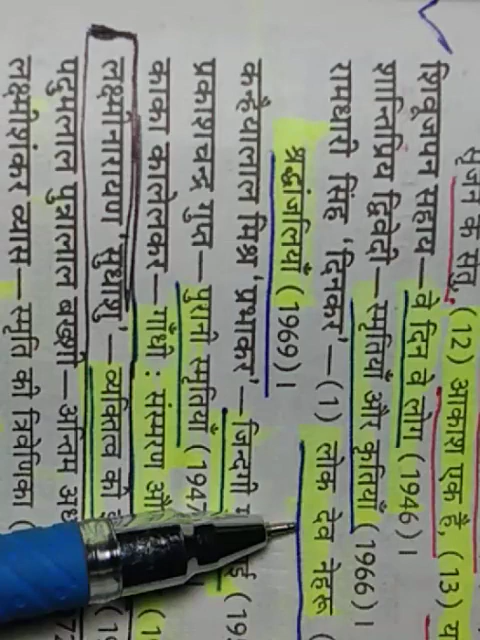 सृजन के सेतु, (12) आकाश एक है, (13) य
शिवपूजन सहाय—वे दिन वे लोग (1946)।
शान्तिप्रिय द्विवेदी—स्मृतियाँ और कृतियाँ (1966)।
रामधारी सिंह 'दिनकर'—(1) लोक देव नेहरू (
श्रद्धांजलियाँ (1969)।
कन्हैयालाल मिश्र 'प्रभाकर'—जिन्दगी
प्रकाशचन्द्र गुप्त—पुरानी स्मृतियाँ (1947
काका कालेलकर—गाँधी : संस्मरण और
लक्ष्मीनारायण 'सुधांशु'—व्यक्तित्व की
पदुमलाल पुन्नालाल बख्शी—अन्तिम अध
लक्ष्मीशंकर व्यास—स्मृति की त्रिवेणिका (